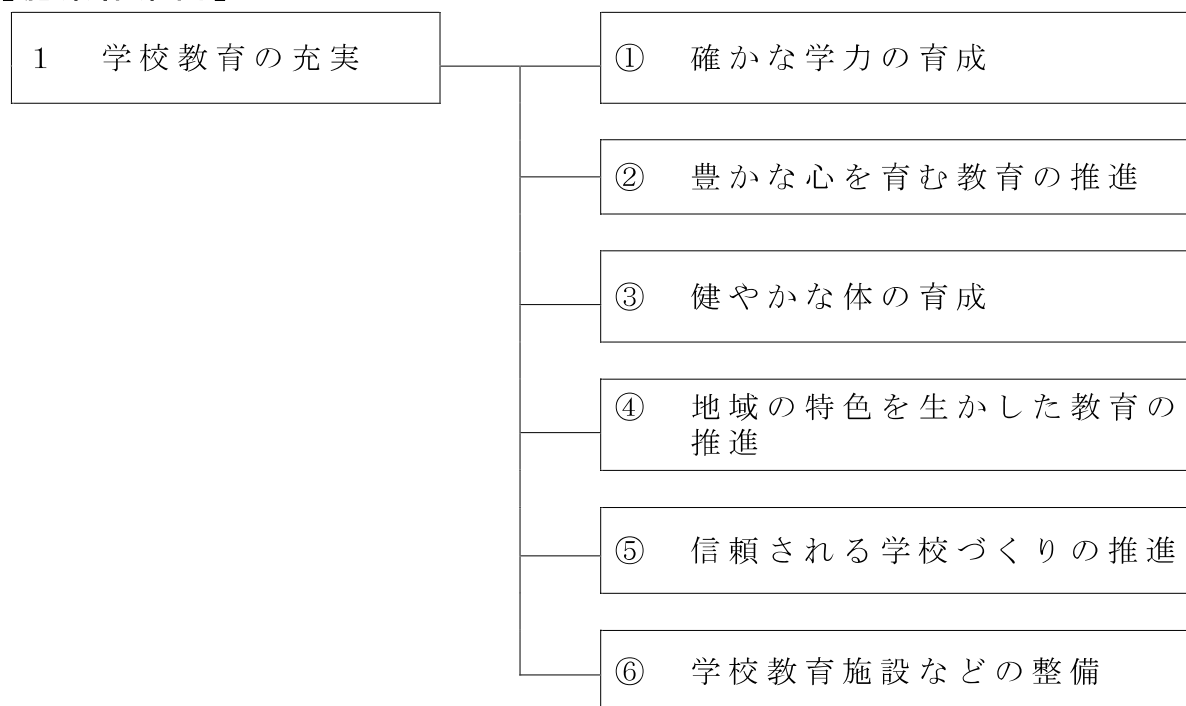 1 学校教育の充実
① 確かな学力の育成
② 豊かな心を育む教育の推進
③ 健やかな体の育成
④ 地域の特色を生かした教育の
推進
⑤ 信頼される学校づくりの推進
⑥ 学校教育施設などの整備